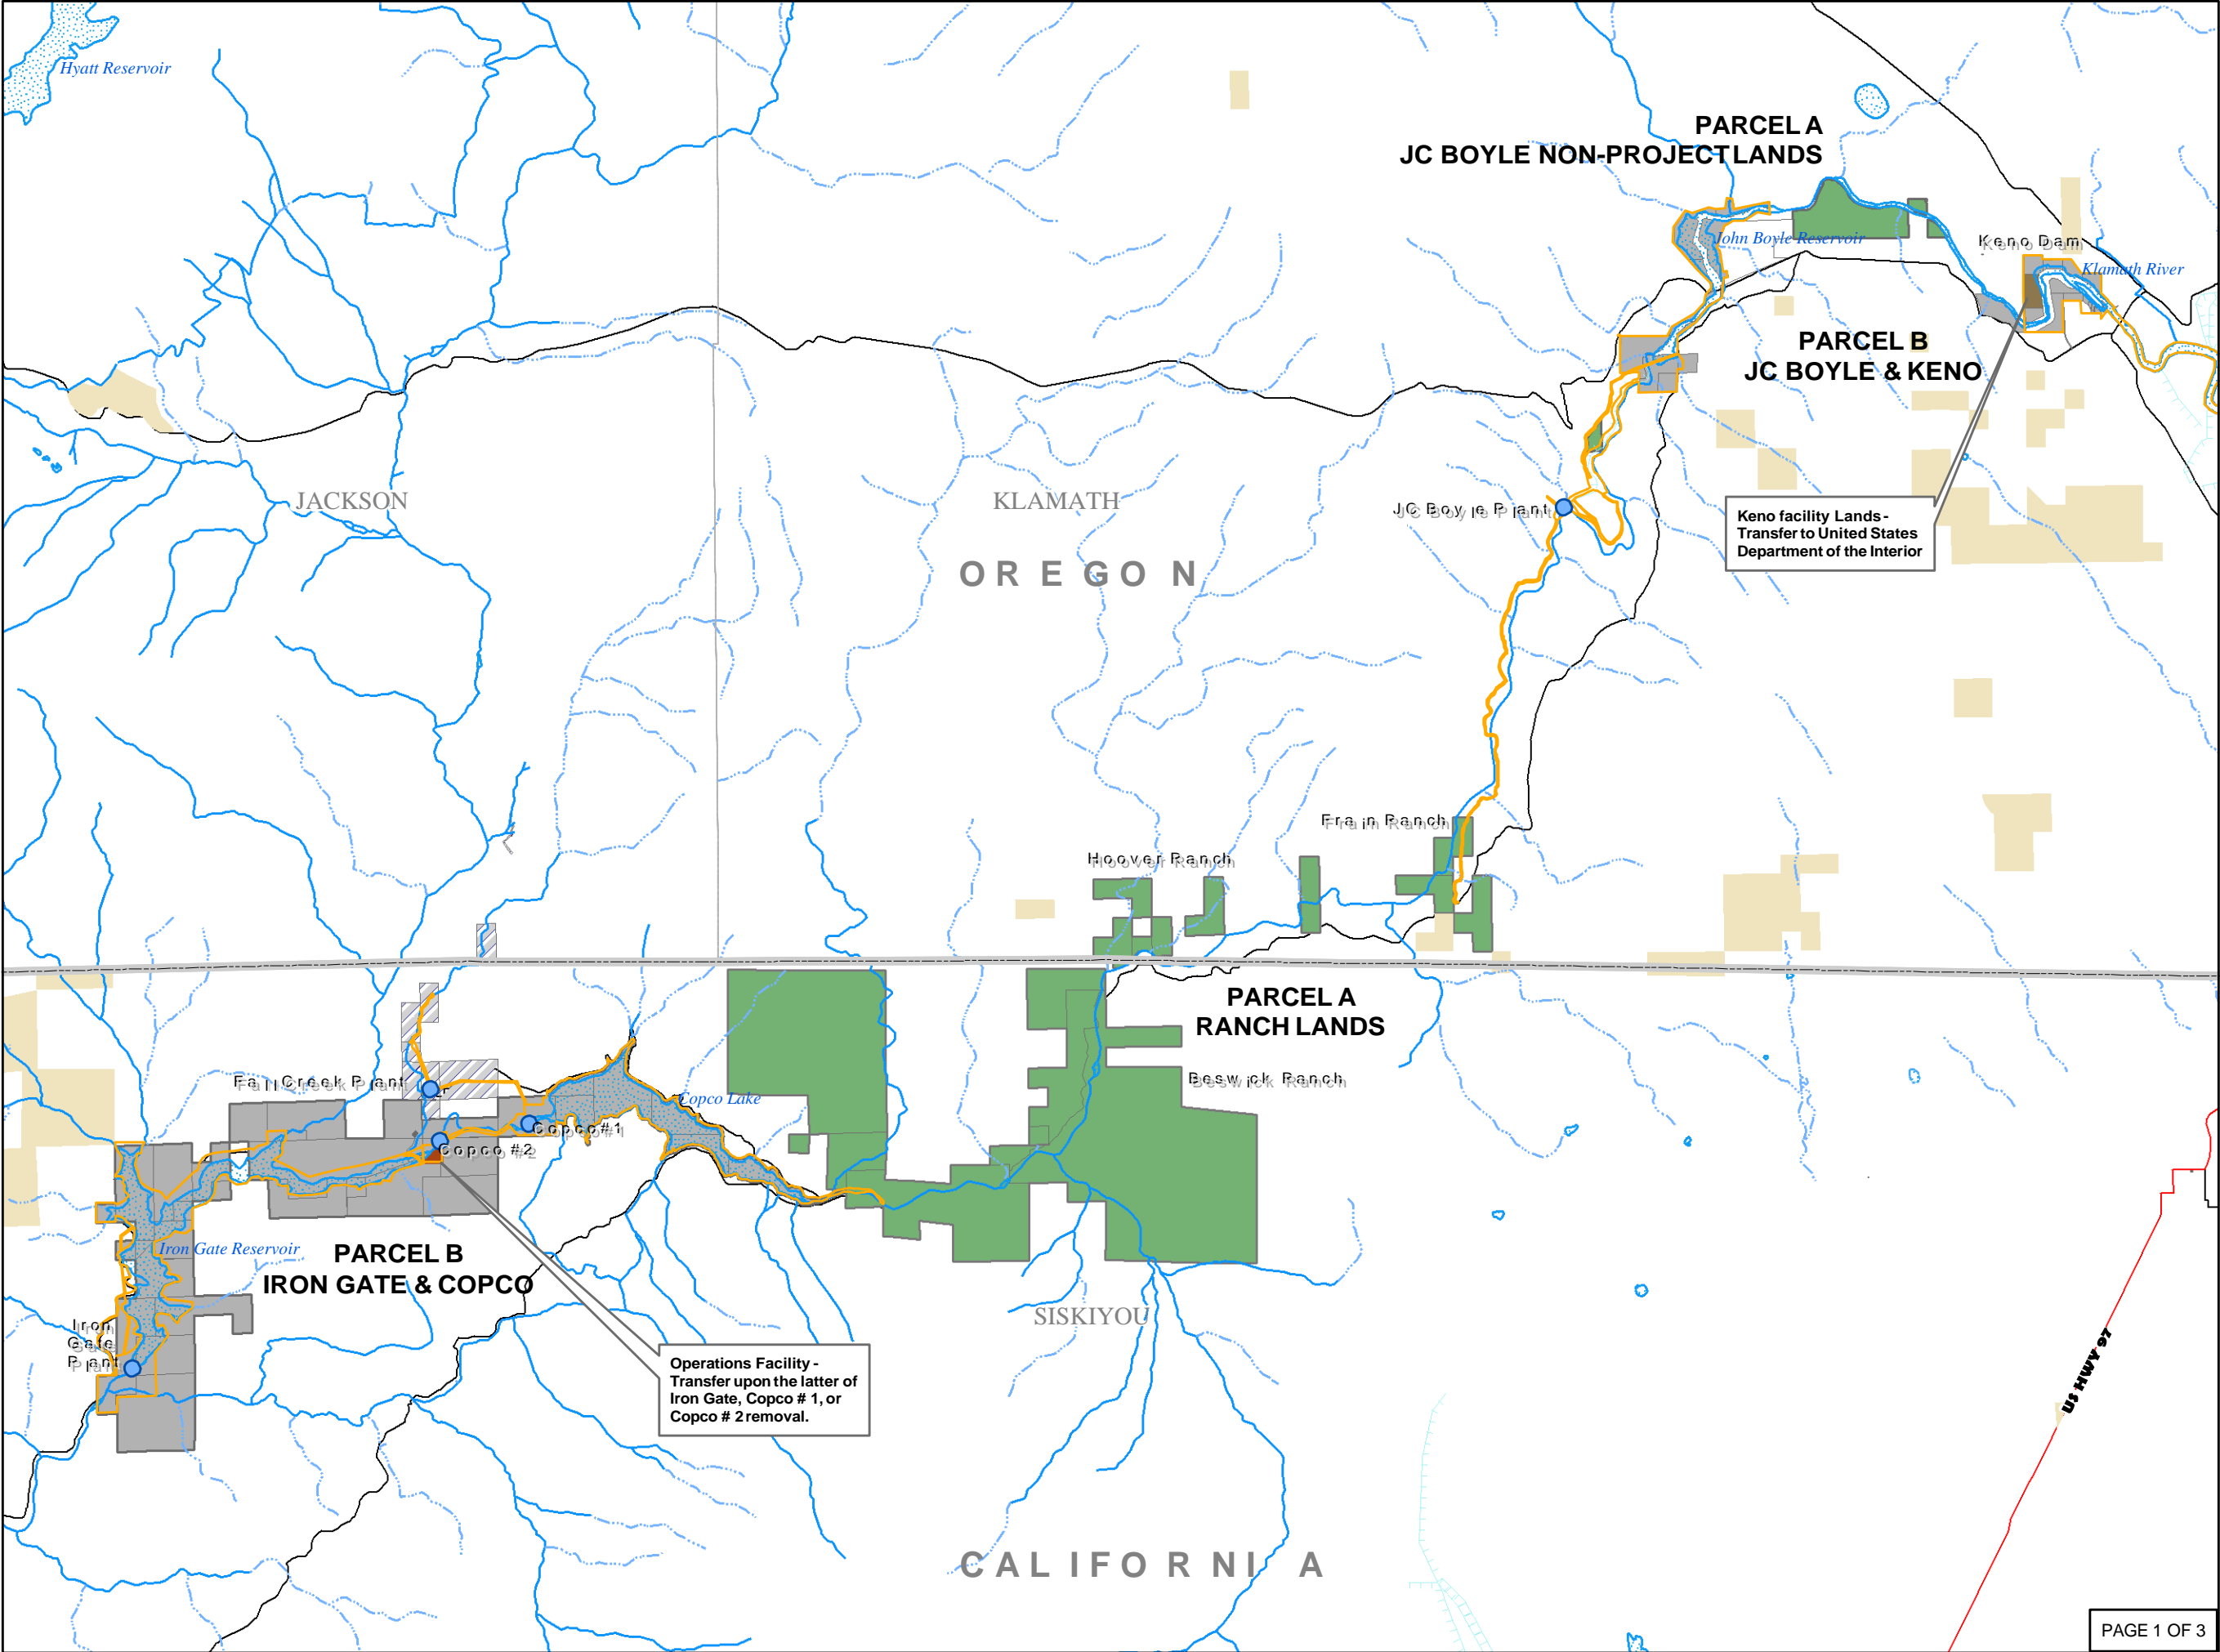 Hyatt Reservoir
PARCEL A
JC BOYLE NON-PROJECT LANDS
John Boyle Reservoir
Keno Dam
Klamath River
PARCEL B
JC BOYLE & KENO
JACKSON
KLAMATH
JC Boyle Plant
Keno facility Lands -
Transfer to United States
Department of the Interior
OREGON
Frain Ranch
Hoover Ranch
PARCEL A
RANCH LANDS
Fall Creek Plant
Beswick Ranch
Copco Lake
Copco #1
Copco #2
Iron Gate Reservoir
PARCEL B
IRON GATE & COPCO
SISKIYOU
Iron
Gate
Plant
Operations Facility -
Transfer upon the latter of
Iron Gate, Copco # 1, or
Copco # 2 removal.
US HWY 97
CALIFORNIA
PAGE 1 OF 3